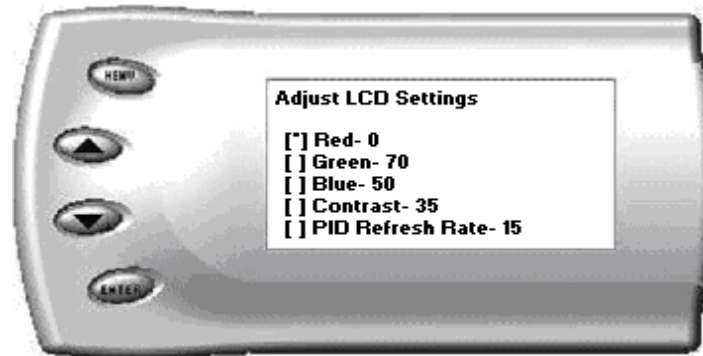 MENU
Adjust LCD Settings
[*] Red- 0
[ ] Green- 70
[ ] Blue- 50
[ ] Contrast- 35
[ ] PID Refresh Rate- 15
ENTER